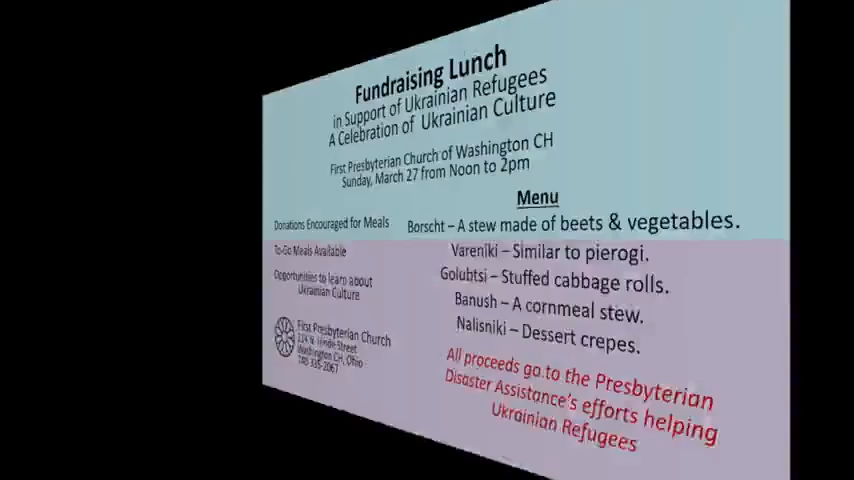 Fundraising Lunch
in Support of Ukrainian Refugees
A Celebration of Ukrainian Culture
First Presbyterian Church of Washington CH
Sunday, March 27 from Noon to 2pm
Menu
Donations Encouraged for Meals
Borscht – A stew made of beets & vegetables.
To-Go Meals Available
Vareniki – Similar to pierogi.
Opportunities to learn about
Ukrainian Culture
Golubtsi – Stuffed cabbage rolls.
Banush – A cornmeal stew.
Nalisniki – Dessert crepes.
First Presbyterian Church
Hinde Street
Washington CH, Ohio
335-2067
All proceeds go to the Presbyterian
Disaster Assistance's efforts helping
Ukrainian Refugees